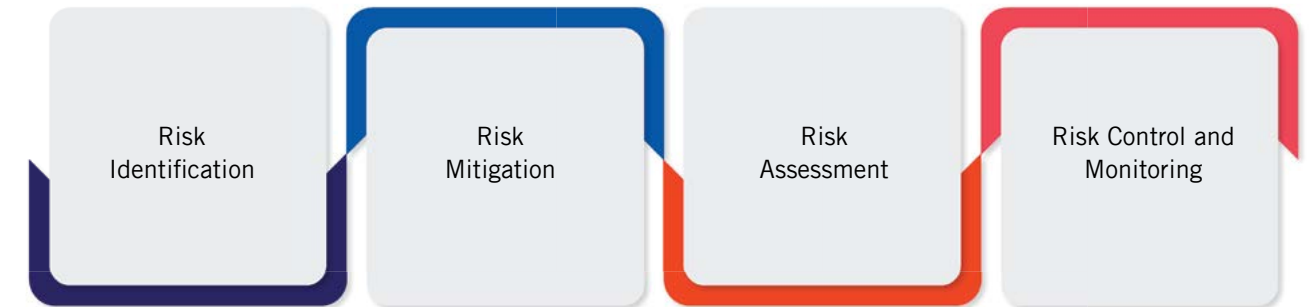 Risk
Identification
Risk
Mitigation
Risk
Assessment
Risk Control and
Monitoring